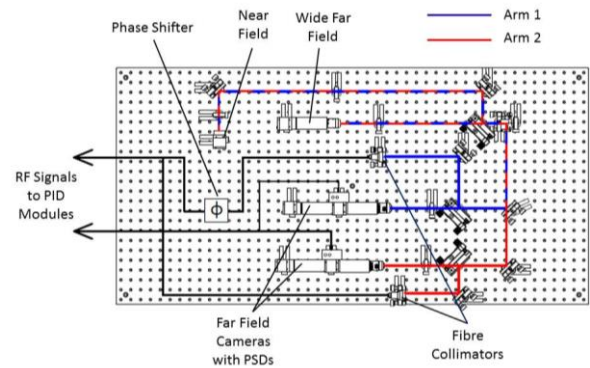 Phase Shifter
Near
Field
Wide Far
Field
Arm 1
Arm 2
RF Signals
to PID
Modules
Φ
Far Field
Cameras
with PSDs
Fibre
Collimators